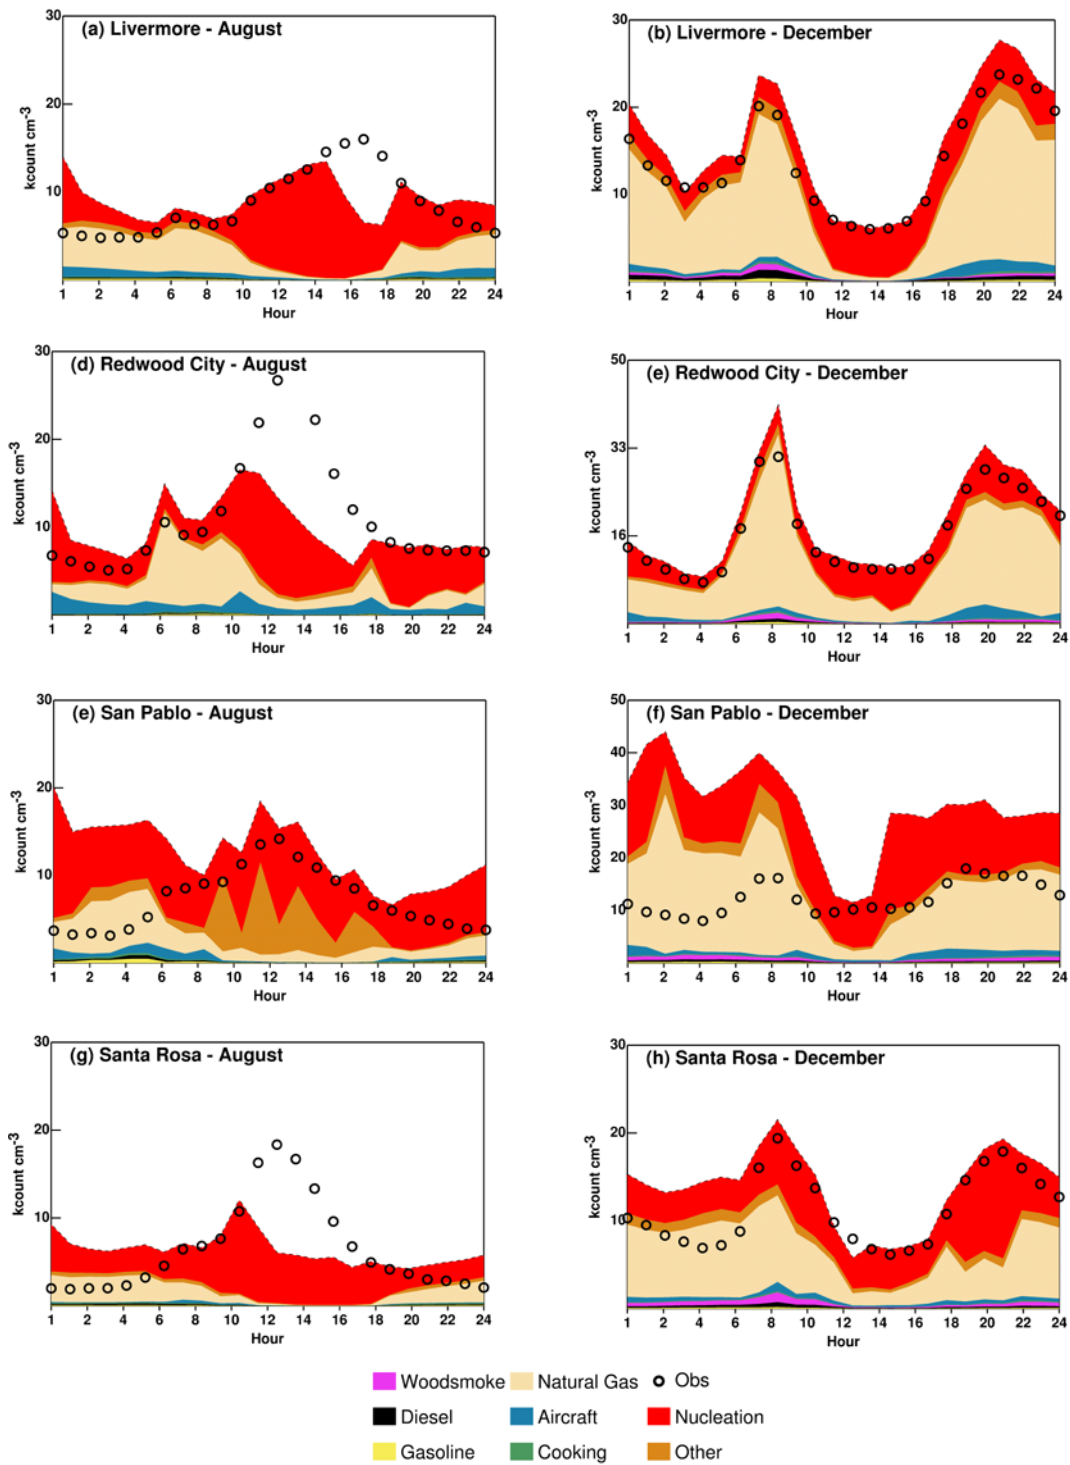 (a) Livermore - August
30
20
10
kcount cm-3
1 2 4 6 8 10 12 14 16 18 20 22 24
Hour
(b) Livermore - December
30
20
10
kcount cm-3
1 2 4 6 8 10 12 14 16 18 20 22 24
Hour
(d) Redwood City - August
30
20
10
kcount cm-3
1 2 4 6 8 10 12 14 16 18 20 22 24
Hour
(e) Redwood City - December
50
33
16
kcount cm-3
1 2 4 6 8 10 12 14 16 18 20 22 24
Hour
(e) San Pablo - August
30
20
10
kcount cm-3
1 2 4 6 8 10 12 14 16 18 20 22 24
Hour
(f) San Pablo - December
50
40
30
20
10
kcount cm-3
1 2 4 6 8 10 12 14 16 18 20 22 24
Hour
(g) Santa Rosa - August
30
20
10
kcount cm-3
1 2 4 6 8 10 12 14 16 18 20 22 24
Hour
(h) Santa Rosa - December
30
20
10
kcount cm-3
1 2 4 6 8 10 12 14 16 18 20 22 24
Hour
Woodsmoke Natural Gas Obs
Diesel Aircraft Nucleation
Gasoline Cooking Other